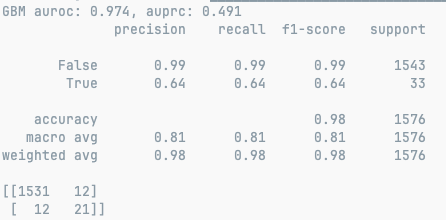 GBM auroc: 0.974, auprc: 0.491
precision recall f1-score support
False 0.99 0.99 0.99 1543
True 0.64 0.64 0.64 33
accuracy 0.98 1576
macro avg 0.81 0.81 0.81 1576
weighted avg 0.98 0.98 0.98 1576
[[1531 12]
[ 12 21]]